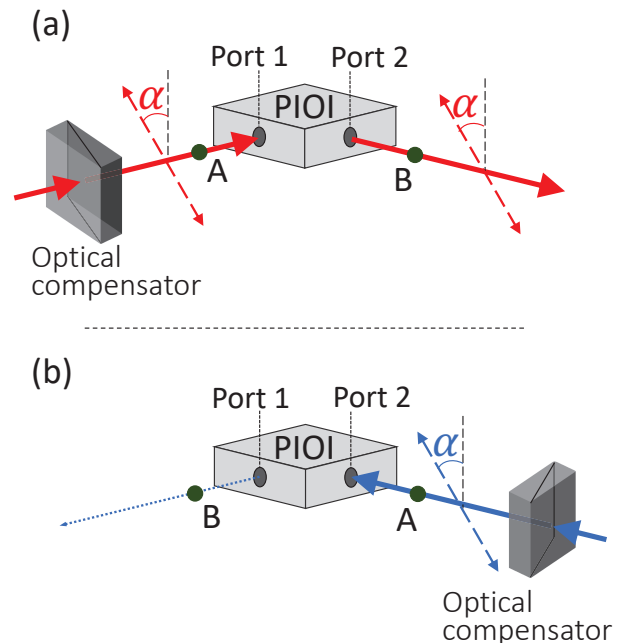 (a)
Port 1
Port 2
PIOI
α
α
A
B
Optical
compensator
(b)
Port 1
Port 2
PIOI
α
B
A
Optical
compensator